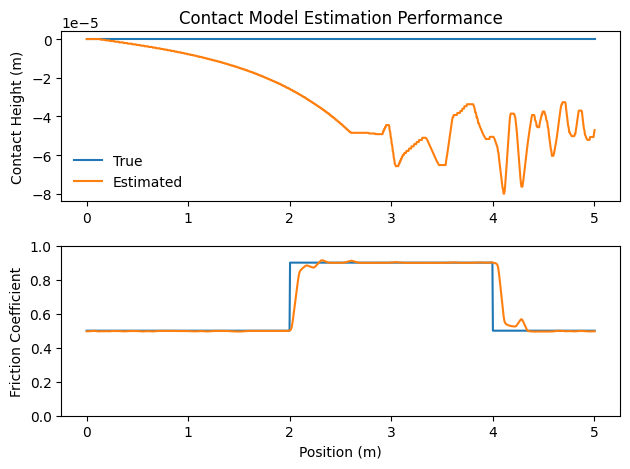 Contact Model Estimation Performance
1e−5
Contact Height (m)
0
−2
−4
−6
−8
True
Estimated
0 1 2 3 4 5
Friction Coefficient
1.0
0.8
0.6
0.4
0.2
0.0
0 1 2 3 4 5
Position (m)